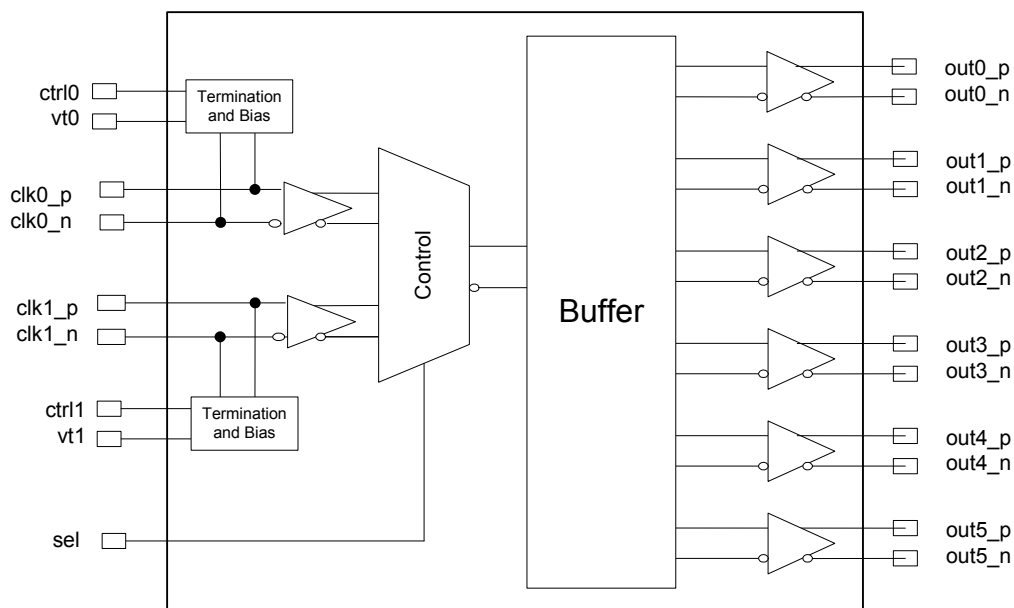 ctrl0
vt0
Termination
and Bias
clk0_p
clk0_n
clk1_p
clk1_n
ctrl1
vt1
Termination
and Bias
sel
Control
Buffer
out0_p
out0_n
out1_p
out1_n
out2_p
out2_n
out3_p
out3_n
out4_p
out4_n
out5_p
out5_n